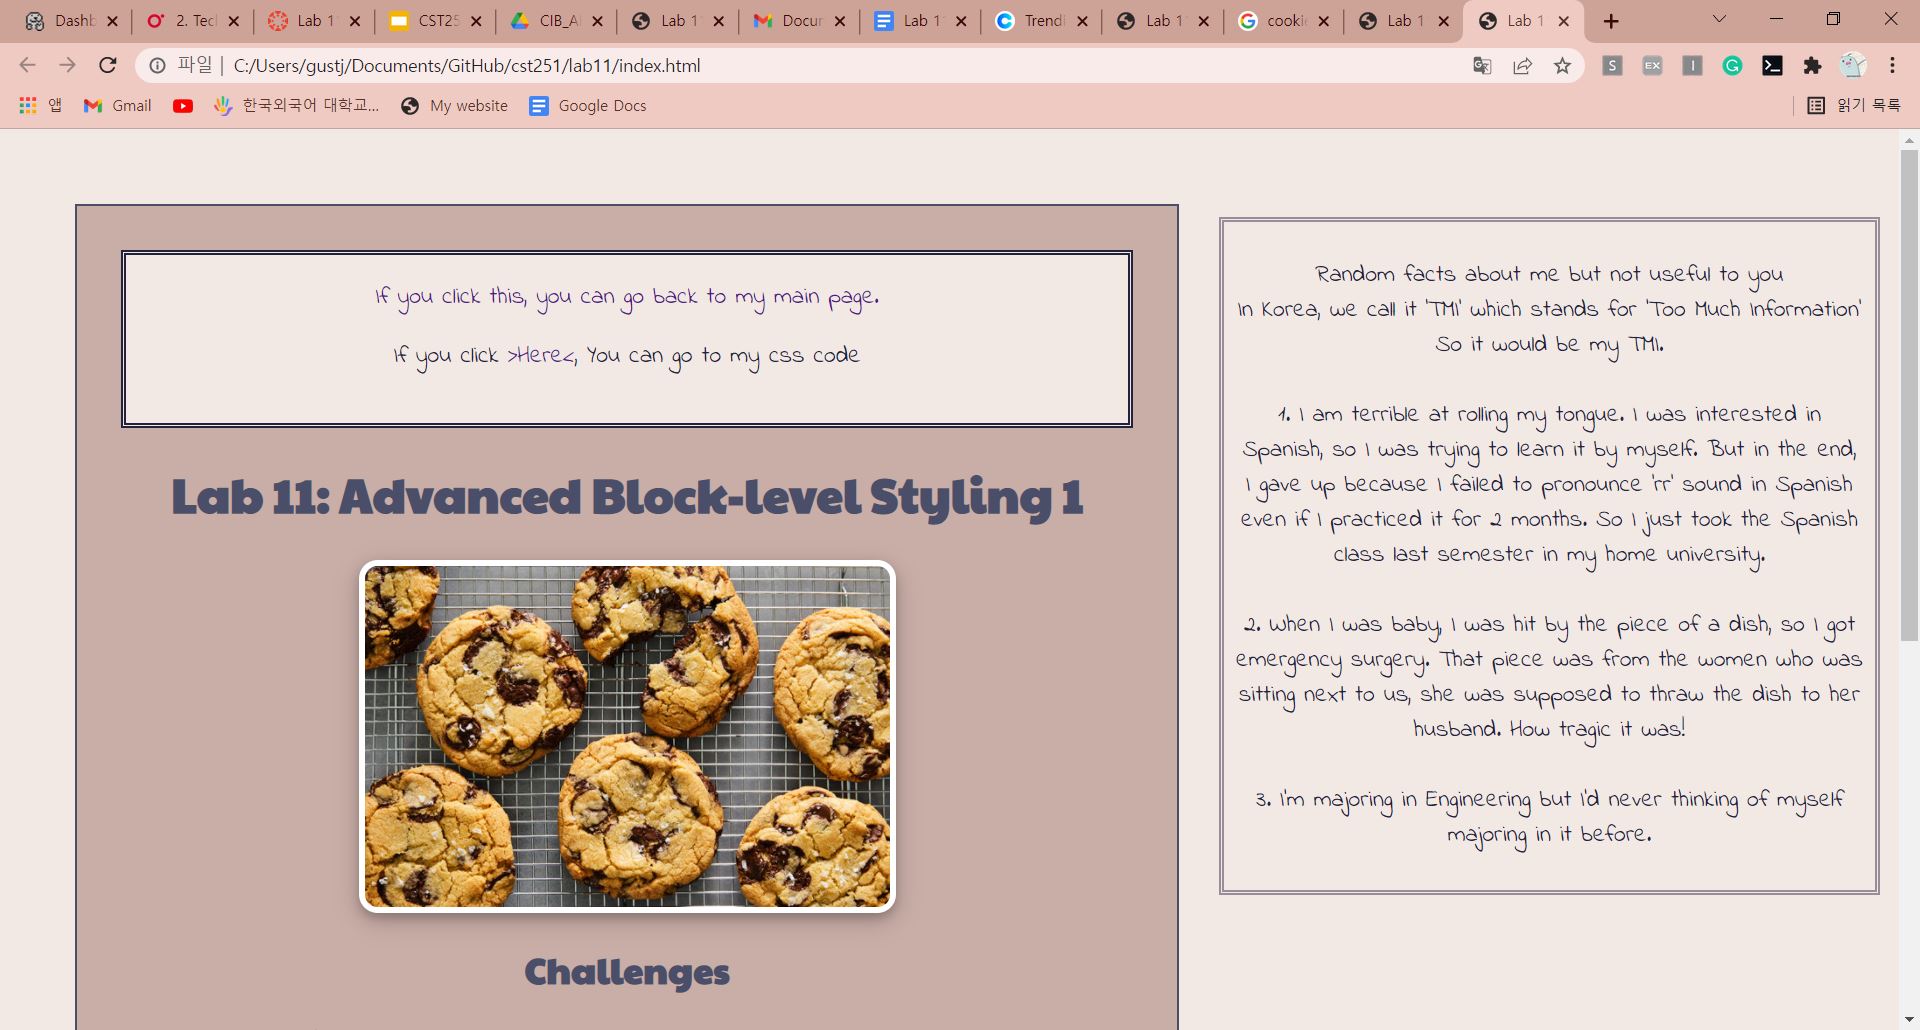 Dashb
2. Tec
Lab 1
CST25
CIB_A
Lab 1
Docur
Lab 1
Trendi
Lab 1
cookie
Lab 1
Lab 1
파일 | C:/Users/gustj/Documents/GitHub/cst251/lab11/index.html
앱
Gmail
한국외국어 대학교...
My website
Google Docs
읽기 목록
If you click this, you can go back to my main page.
If you click >Here<, You can go to my css code
Lab 11: Advanced Block-level Styling 1
Challenges
Random facts about me but not useful to you
In Korea, we call it 'TMI' which stands for 'Too Much Information'
So it would be my TMI.
1. I am terrible at rolling my tongue. I was interested in
Spanish, so I was trying to learn it by myself. But in the end,
I gave up because I failed to pronounce 'rr' sound in Spanish
even if I practiced it for 2 months. So I just took the Spanish
class last semester in my home university.
2. When I was baby, I was hit by the piece of a dish, so I got
emergency surgery. That piece was from the women who was
sitting next to us, she was supposed to thraw the dish to her
husband. How tragic it was!
3. I'm majoring in Engineering but I'd never thinking of myself
majoring in it before.